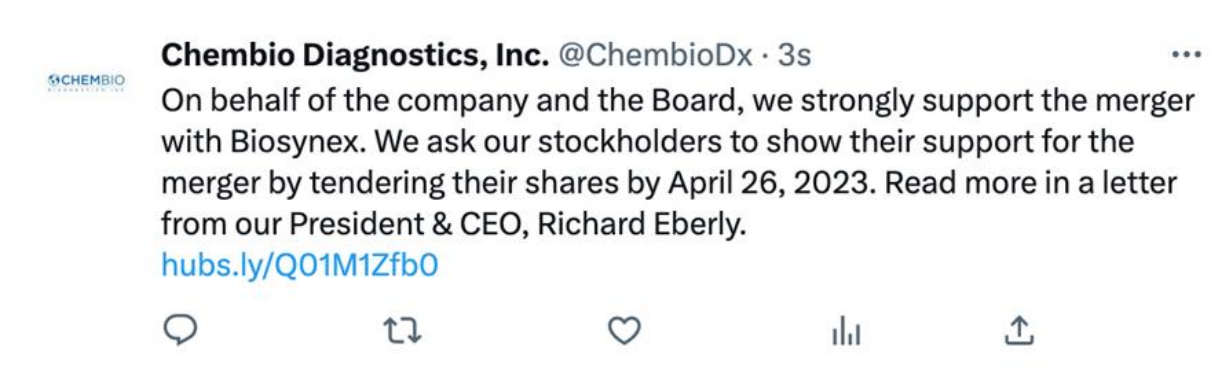 Chembio Diagnostics, Inc. @ChembioDx · 3s
CHEMBIO
On behalf of the company and the Board, we strongly support the merger
with Biosynex. We ask our stockholders to show their support for the
merger by tendering their shares by April 26, 2023. Read more in a letter
from our President & CEO, Richard Eberly.
hubs.ly/Q01M1Zfb0